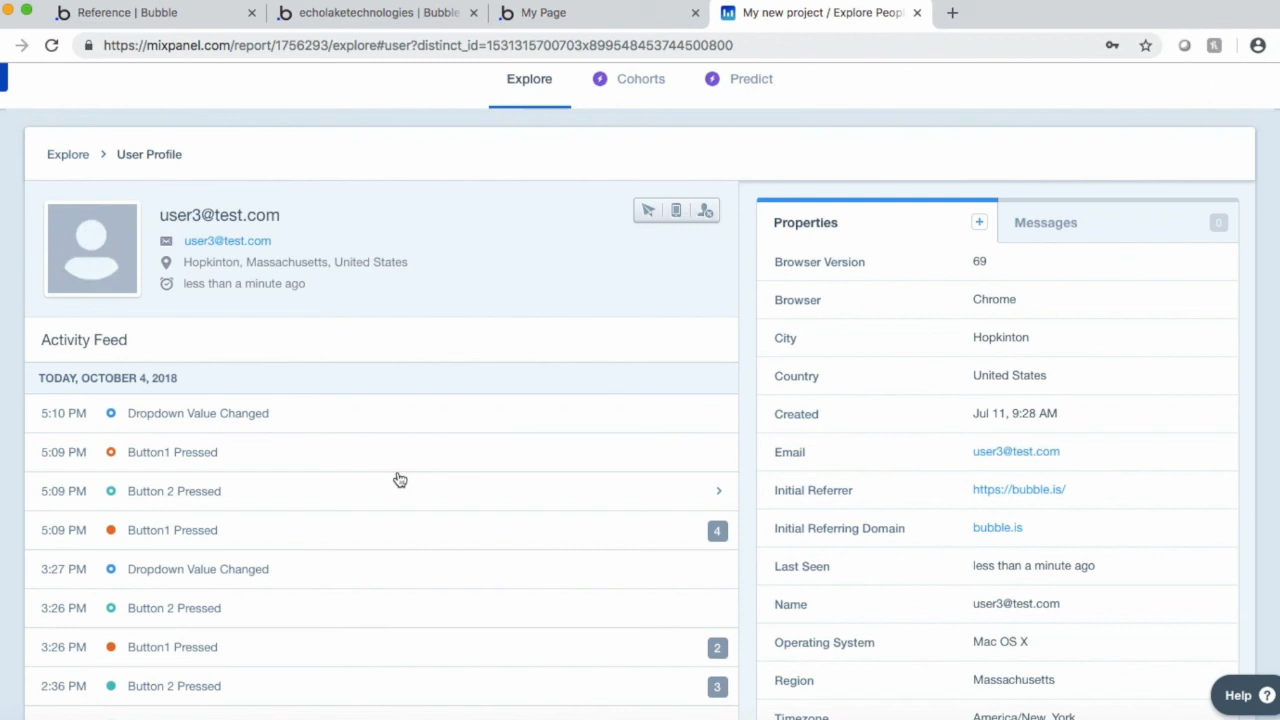 Reference | Bubble
echolaketechnologies | Bubble
My Page
My new project / Explore Peopl
https://mixpanel.com/report/1756293/explore#user?distinct_id=1531315700703x899548453744500800
Explore
Cohorts
Predict
Explore > User Profile
user3@test.com
user3@test.com
Hopkinton, Massachusetts, United States
less than a minute ago
Activity Feed
TODAY, OCTOBER 4, 2018
5:10 PM Dropdown Value Changed
5:09 PM Button1 Pressed
5:09 PM Button 2 Pressed
5:09 PM Button1 Pressed 4
3:27 PM Dropdown Value Changed
3:26 PM Button 2 Pressed
3:26 PM Button1 Pressed 2
2:36 PM Button 2 Pressed 3
Properties +
Messages 0
Browser Version 69
Browser Chrome
City Hopkinton
Country United States
Created Jul 11, 9:28 AM
Email user3@test.com
Initial Referrer https://bubble.is/
Initial Referring Domain bubble.is
Last Seen less than a minute ago
Name user3@test.com
Operating System Mac OS X
Region Massachusetts
Timezone America/New_York
Help ?